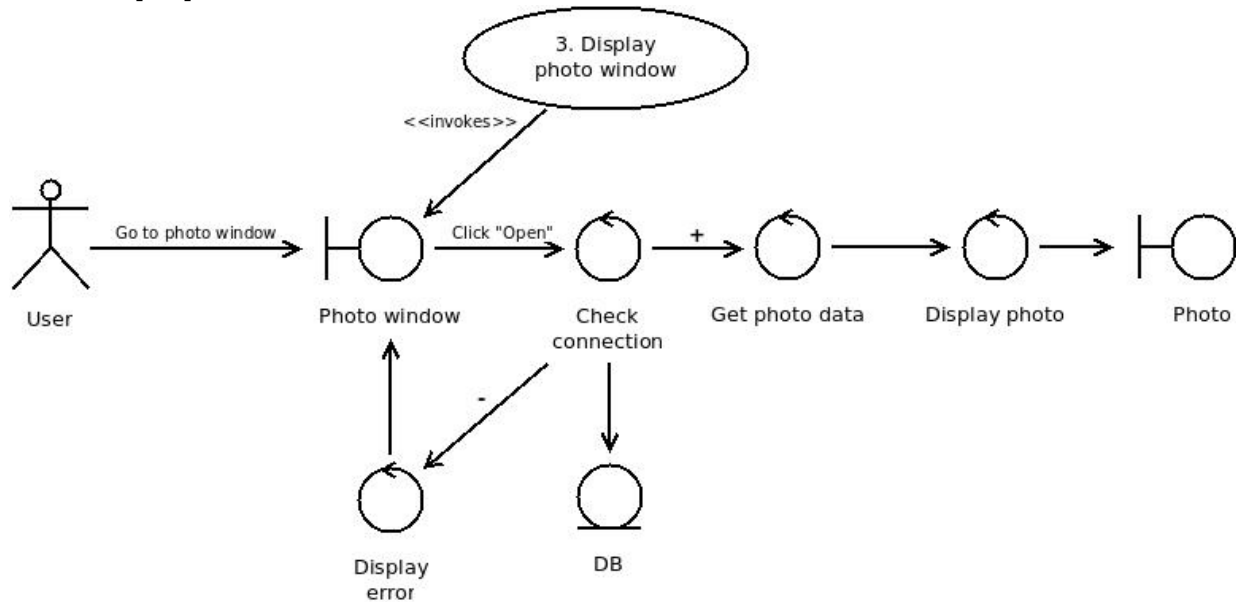 3. Display
photo window
<<invokes>>
Go to photo window
Click "Open"
+
User
Photo window
Check
connection
Get photo data
Display photo
Photo
-
Display
error
DB